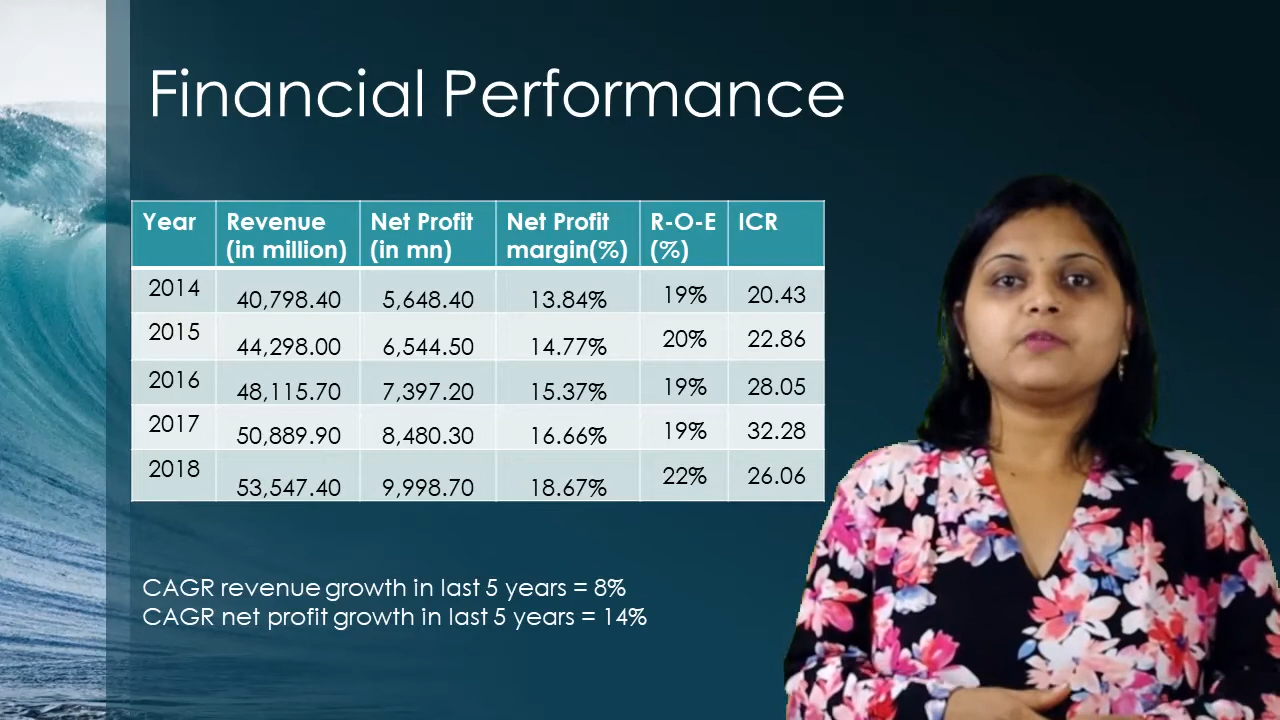 Financial Performance
Year Revenue (in million) Net Profit (in mn) Net Profit margin(%) R-O-E (%) ICR
2014 40,798.40 5,648.40 13.84% 19% 20.43
2015 44,298.00 6,544.50 14.77% 20% 22.86
2016 48,115.70 7,397.20 15.37% 19% 28.05
2017 50,889.90 8,480.30 16.66% 19% 32.28
2018 53,547.40 9,998.70 18.67% 22% 26.06
CAGR revenue growth in last 5 years = 8%
CAGR net profit growth in last 5 years = 14%